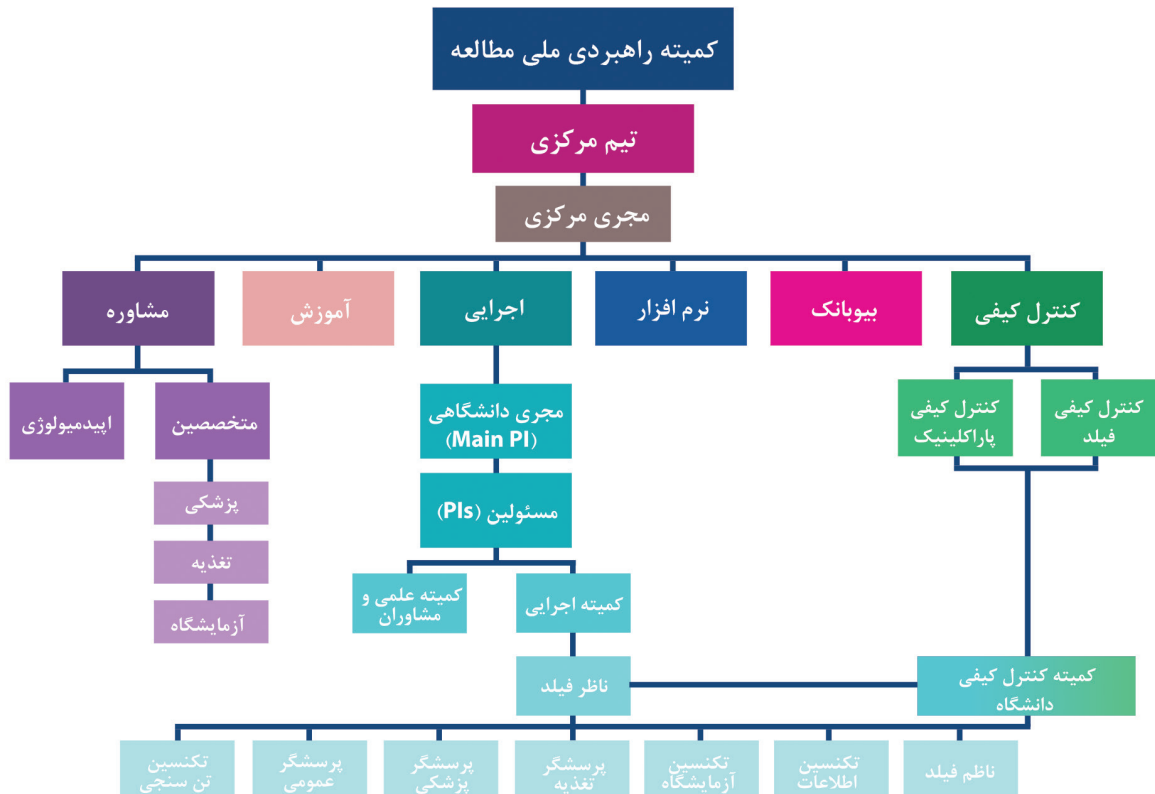 کمیته راهبردی ملی مطالعه
تیم مرکزی
مجری مرکزی
کنترل کیفی
بیوبانک
نرم افزار
اجرایی
آموزش
مشاوره
کنترل کیفی
فیلد
کنترل کیفی
پاراکلینیک
مجری دانشگاهی
(Main PI)
متخصصین
اپیدمیولوژی
مسئولین (PIs)
پزشکی
تغذیه
آزمایشگاه
کمیته اجرایی
کمیته علمی و
مشاوران
کمیته کنترل کیفی
دانشگاه
ناظر فیلد
ناظم فیلد
تکنسین
اطلاعات
تکنسین
آزمایشگاه
پرسشگر
تغذیه
پرسشگر
پزشکی
پرسشگر
عمومی
تکنسین
تن سنجی